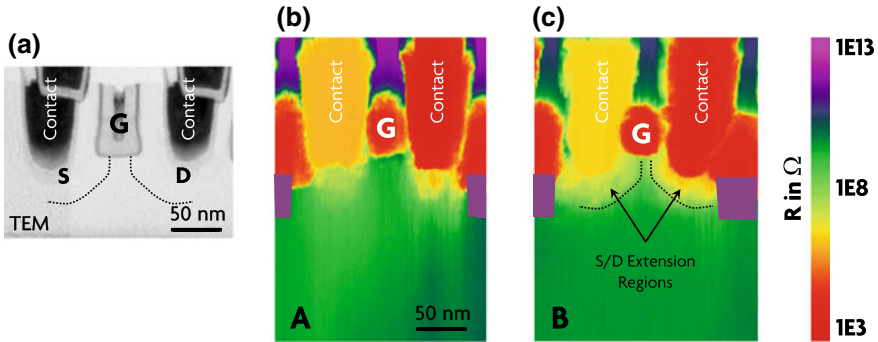 (a)
Contact
G
Contact
S
D
TEM
50 nm
(b)
Contact
G
Contact
A
50 nm
(c)
Contact
G
Contact
S/D Extension
Regions
B
1E13
1E8
1E3
R in Ω